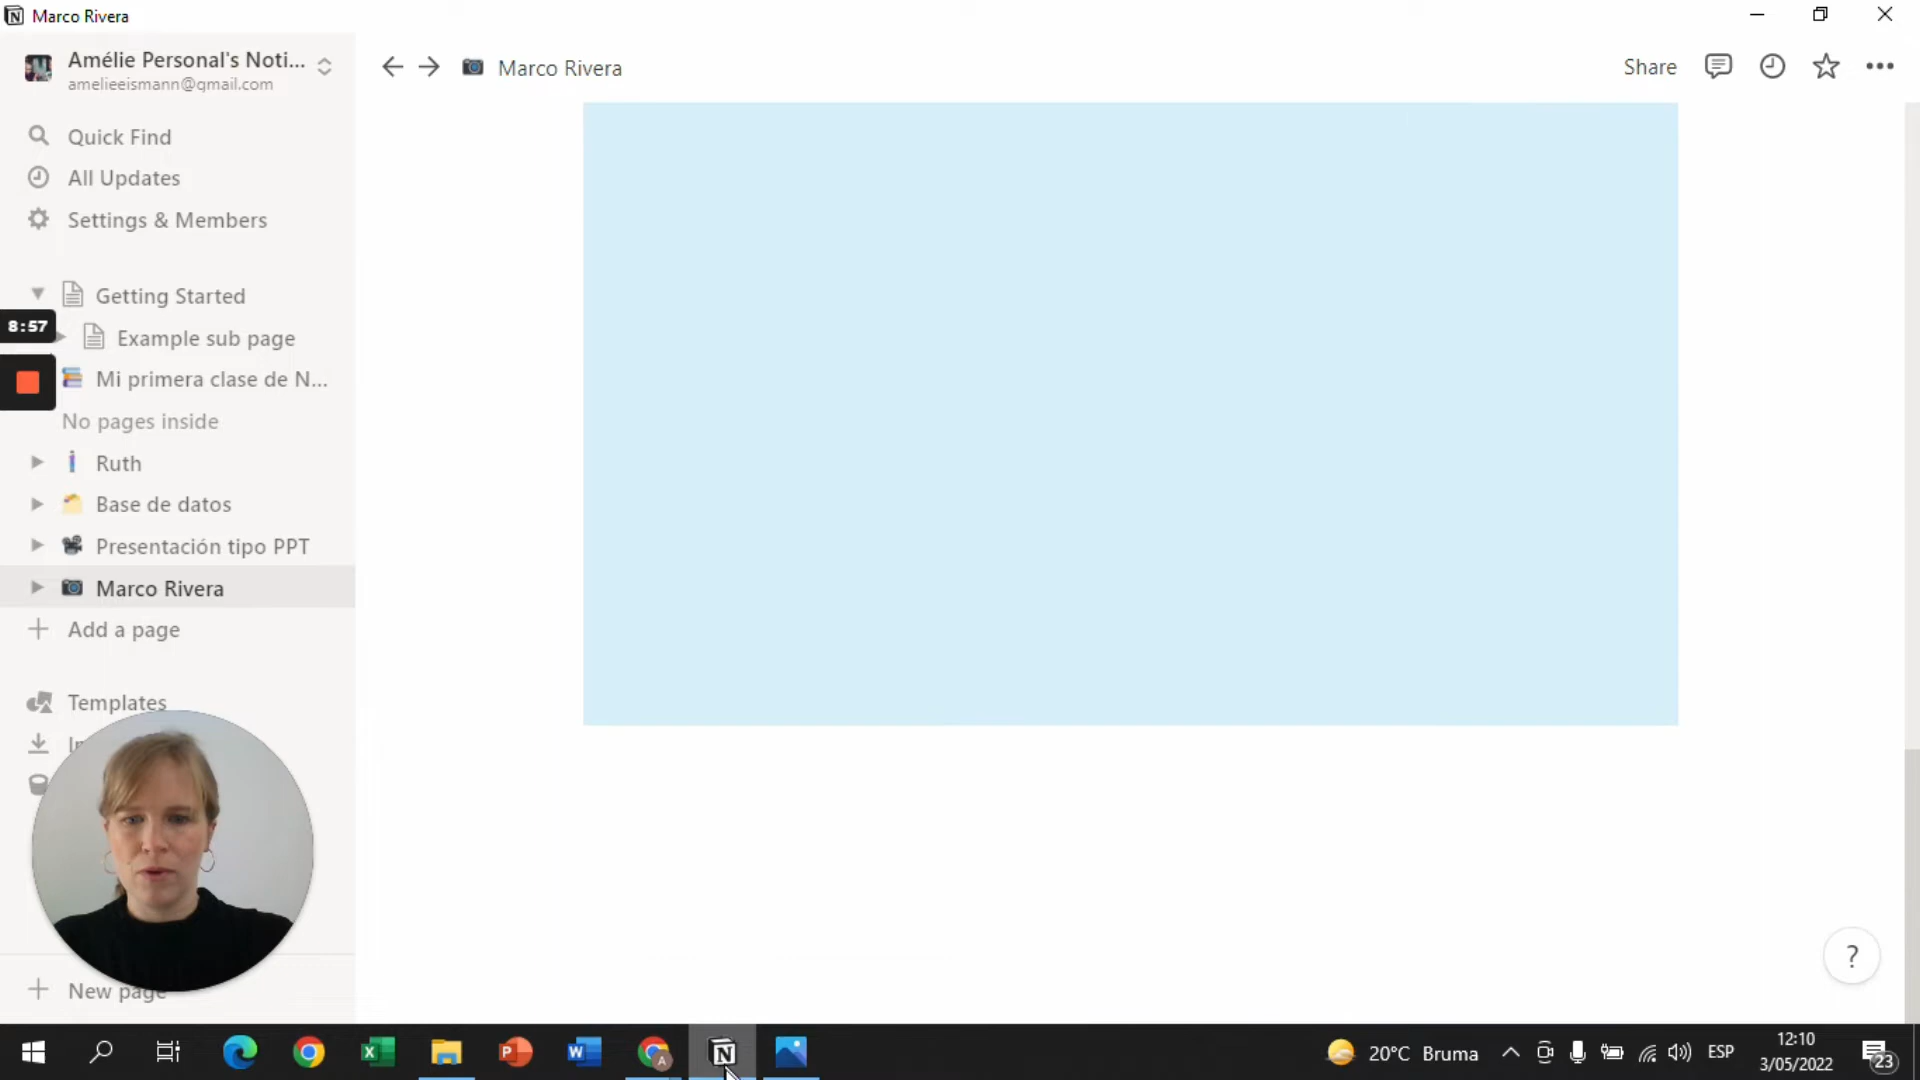 Marco Rivera
Amélie Personal's Noti...
amelieeismann@gmail.com
Marco Rivera
Share
Quick Find
All Updates
Settings & Members
Getting Started
8:57
Example sub page
Mi primera clase de N...
No pages inside
Ruth
Base de datos
Presentación tipo PPT
Marco Rivera
Add a page
Templates
New page
?
20°C Bruma
ESP
12:10
3/05/2022
23